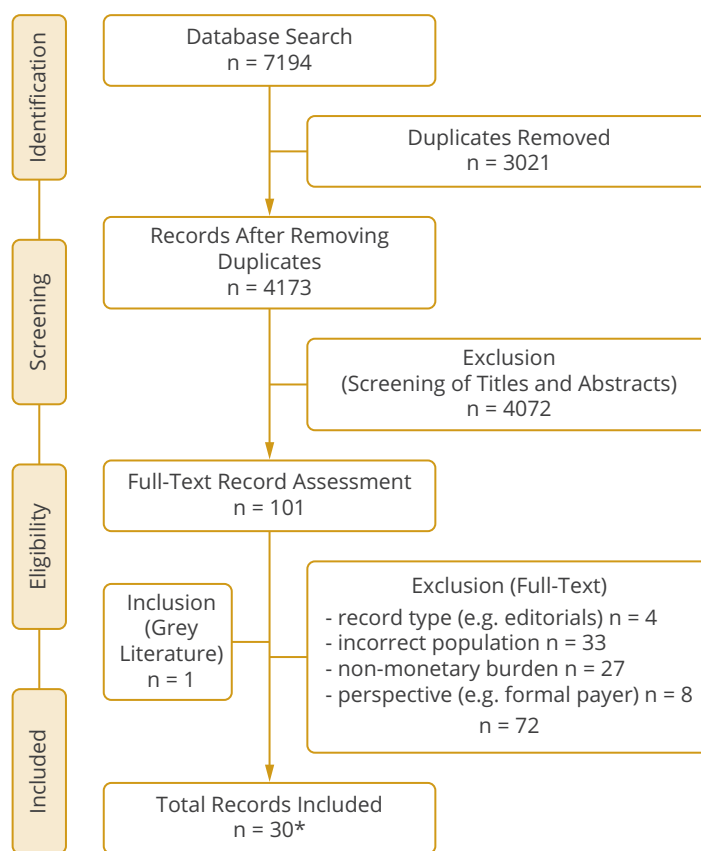 Identification
Database Search
n = 7194
Duplicates Removed
n = 3021
Screening
Records After Removing
Duplicates
n = 4173
Exclusion
(Screening of Titles and Abstracts)
n = 4072
Eligibility
Full-Text Record Assessment
n = 101
Inclusion
(Grey
Literature)
n = 1
Exclusion (Full-Text)
- record type (e.g. editorials) n = 4
- incorrect population n = 33
- non-monetary burden n = 27
- perspective (e.g. formal payer) n = 8
n = 72
Included
Total Records Included
n = 30*